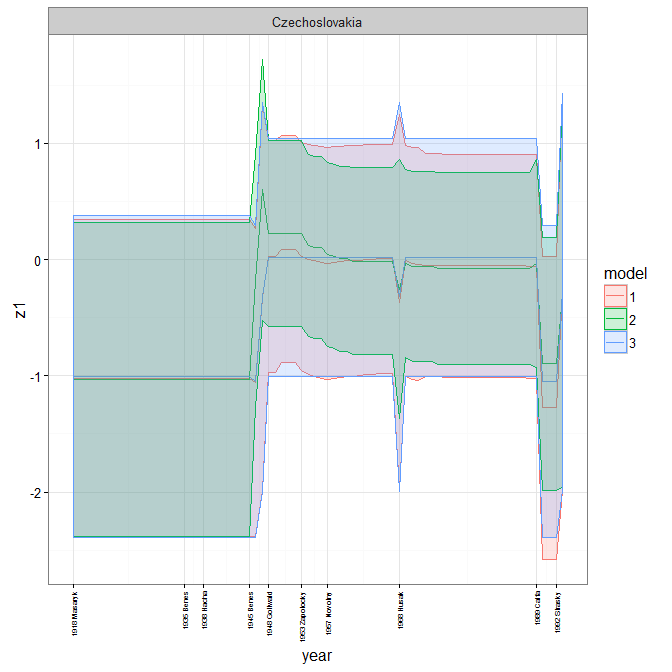 Czechoslovakia
1
0
-1
-2
z1
1918 Masaryk
1935 Benes
1938 Hacha
1945 Benes
1948 Gottwald
1953 Zapotocky
1957 Novotny
1968 Husak
1989 Calfa
1992 Strasky
year
model
1
2
3